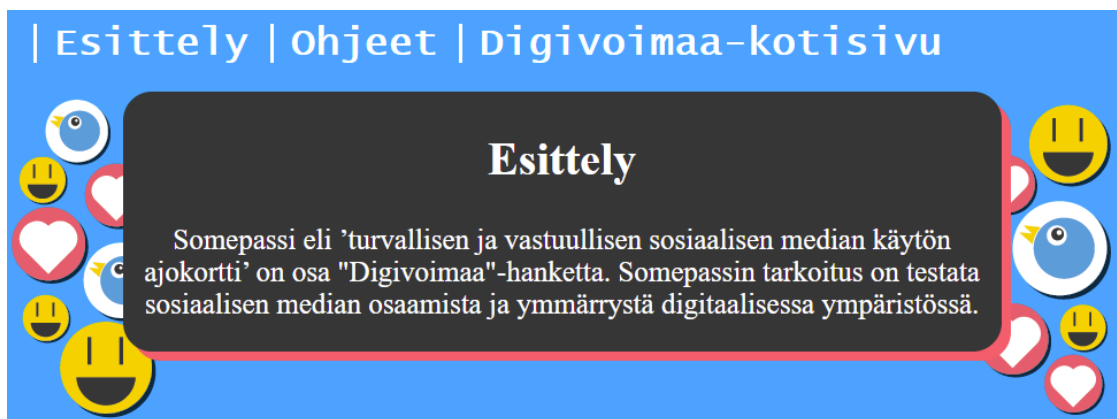 | Esittely | Ohjeet | Digivoimaa-kotisivu
Esittely
Somepassi eli ’turvallisen ja vastuullisen sosiaalisen median käytön
ajokortti’ on osa "Digivoimaa"-hanketta. Somepassin tarkoitus on testata
sosiaalisen median osaamista ja ymmärrystä digitaalisessa ympäristössä.